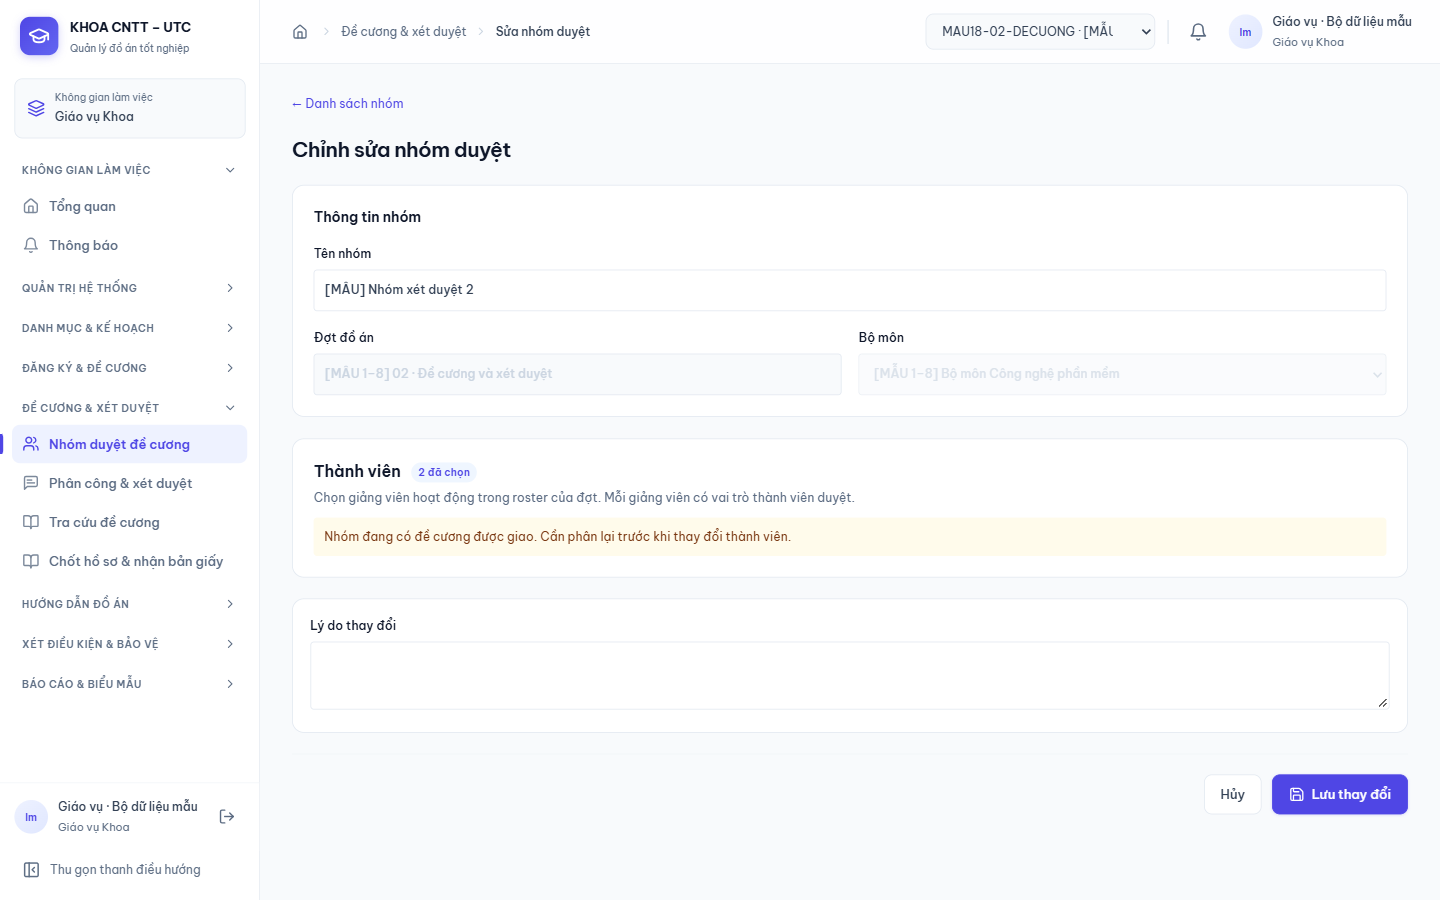 KHOA CNTT – UTC
Quản lý đồ án tốt nghiệp
Không gian làm việc
Giáo vụ Khoa
KHÔNG GIAN LÀM VIỆC
Tổng quan
Thông báo
QUẢN TRỊ HỆ THỐNG
DANH MỤC & KẾ HOẠCH
ĐĂNG KÝ & ĐỀ CƯƠNG
ĐỀ CƯƠNG & XÉT DUYỆT
Nhóm duyệt đề cương
Phân công & xét duyệt
Tra cứu đề cương
Chốt hồ sơ & nhận bản giấy
HƯỚNG DẪN ĐỒ ÁN
XÉT ĐIỀU KIỆN & BẢO VỆ
BÁO CÁO & BIỂU MẪU
lm
Giáo vụ · Bộ dữ liệu mẫu
Giáo vụ Khoa
Thu gọn thanh điều hướng
Đề cương & xét duyệt
Sửa nhóm duyệt
MAU18-02-DECUONG · [MẪU
lm
Giáo vụ · Bộ dữ liệu mẫu
Giáo vụ Khoa
← Danh sách nhóm
Chỉnh sửa nhóm duyệt
Thông tin nhóm
Tên nhóm
[MẪU] Nhóm xét duyệt 2
Đợt đồ án
Bộ môn
[MẪU 1–8] 02 · Đề cương và xét duyệt
[MẪU 1–8] Bộ môn Công nghệ phần mềm
Thành viên
2 đã chọn
Chọn giảng viên hoạt động trong roster của đợt. Mỗi giảng viên có vai trò thành viên duyệt.
Nhóm đang có đề cương được giao. Cần phân lại trước khi thay đổi thành viên.
Lý do thay đổi
Hủy
Lưu thay đổi